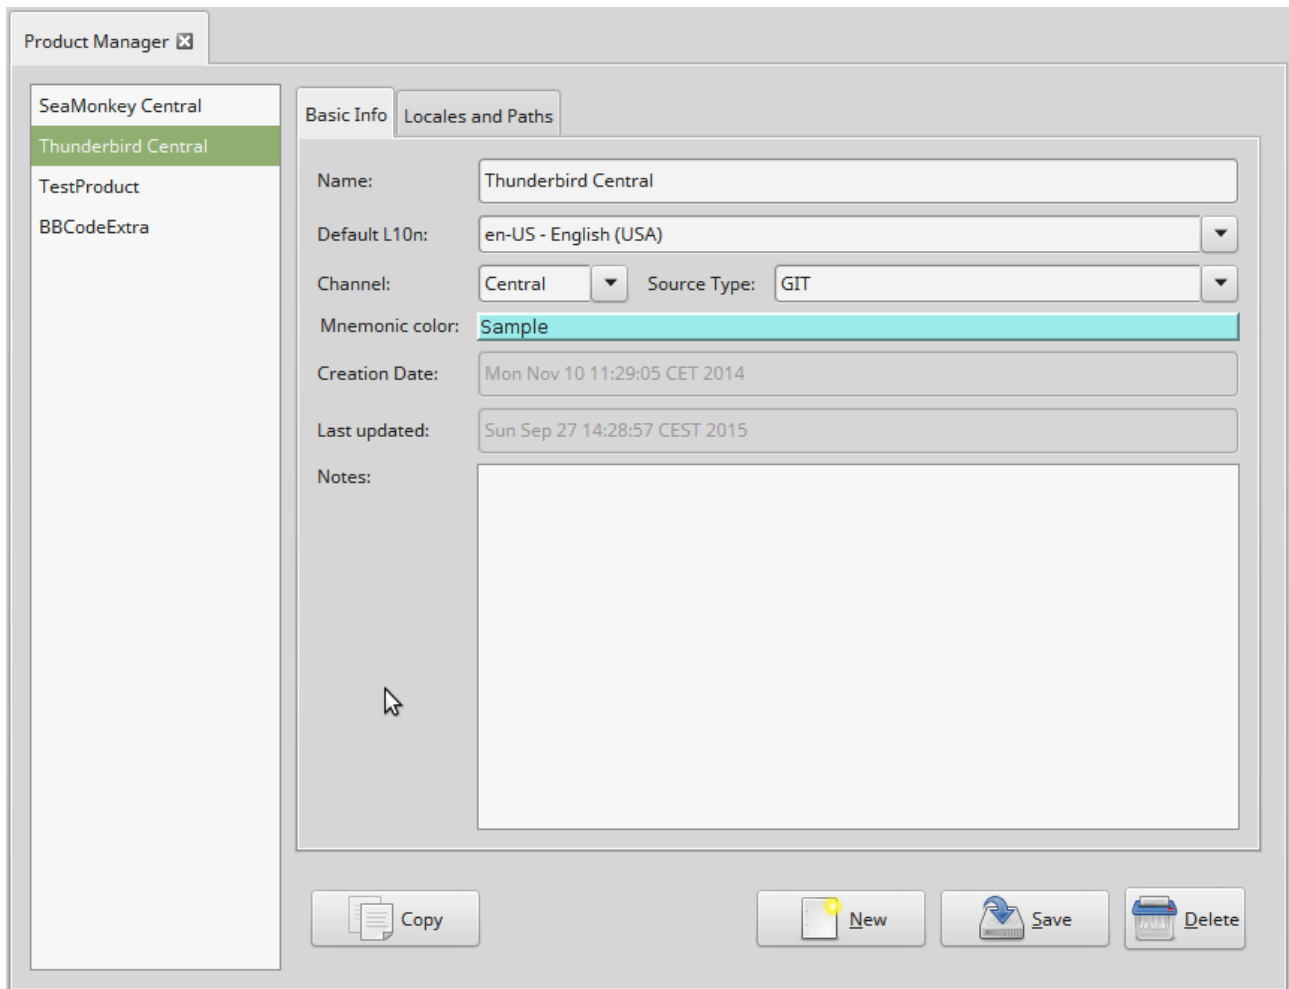 Product Manager
SeaMonkey Central
Thunderbird Central
TestProduct
BBCodeExtra
Basic Info
Locales and Paths
Name: Thunderbird Central
Default L10n: en-US - English (USA)
Channel: Central Source Type: GIT
Mnemonic color: Sample
Creation Date: Mon Nov 10 11:29:05 CET 2014
Last updated: Sun Sep 27 14:28:57 CEST 2015
Notes:
Copy New Save Delete